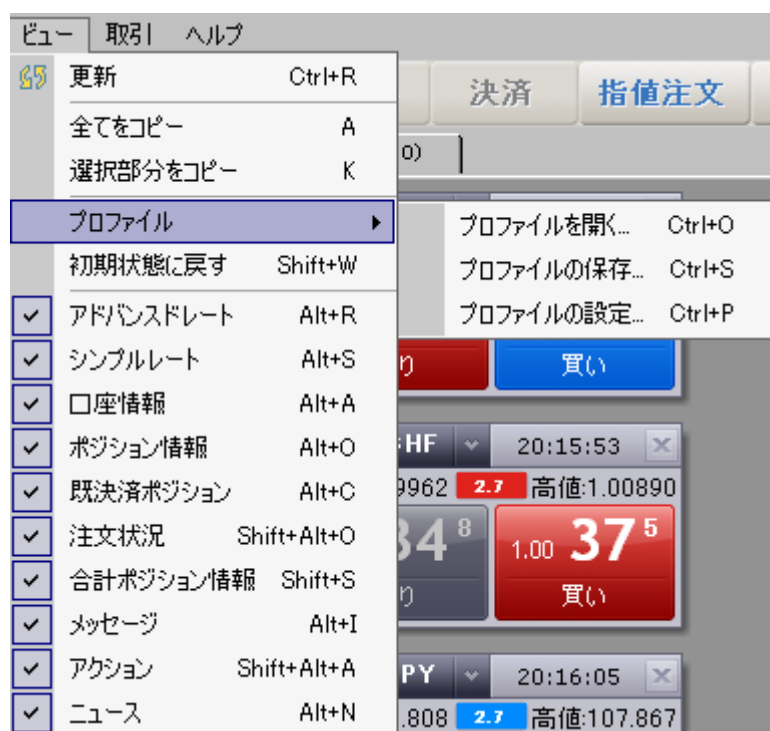 ビュー 取引 ヘルプ
更新 Ctrl+R
決済 指値注文
全てをコピー A
0)
選択部分をコピー K
プロファイル
プロファイルを開く... Ctrl+O
初期状態に戻す Shift+W
プロファイルの保存... Ctrl+S
アドバンスドレート Alt+R
プロファイルの設定... Ctrl+P
シンプルレート Alt+S
り 買い
口座情報 Alt+A
ポジション情報 Alt+O
HF 20:15:53
既決済ポジション Alt+C
9962 2.7 高値:1.00890
注文状況 Shift+Alt+O
34 8 1.00 37 5
合計ポジション情報 Shift+S
り 買い
メッセージ Alt+I
アクション Shift+Alt+A
PY 20:16:05
ニュース Alt+N
.808 2.7 高値:107.867